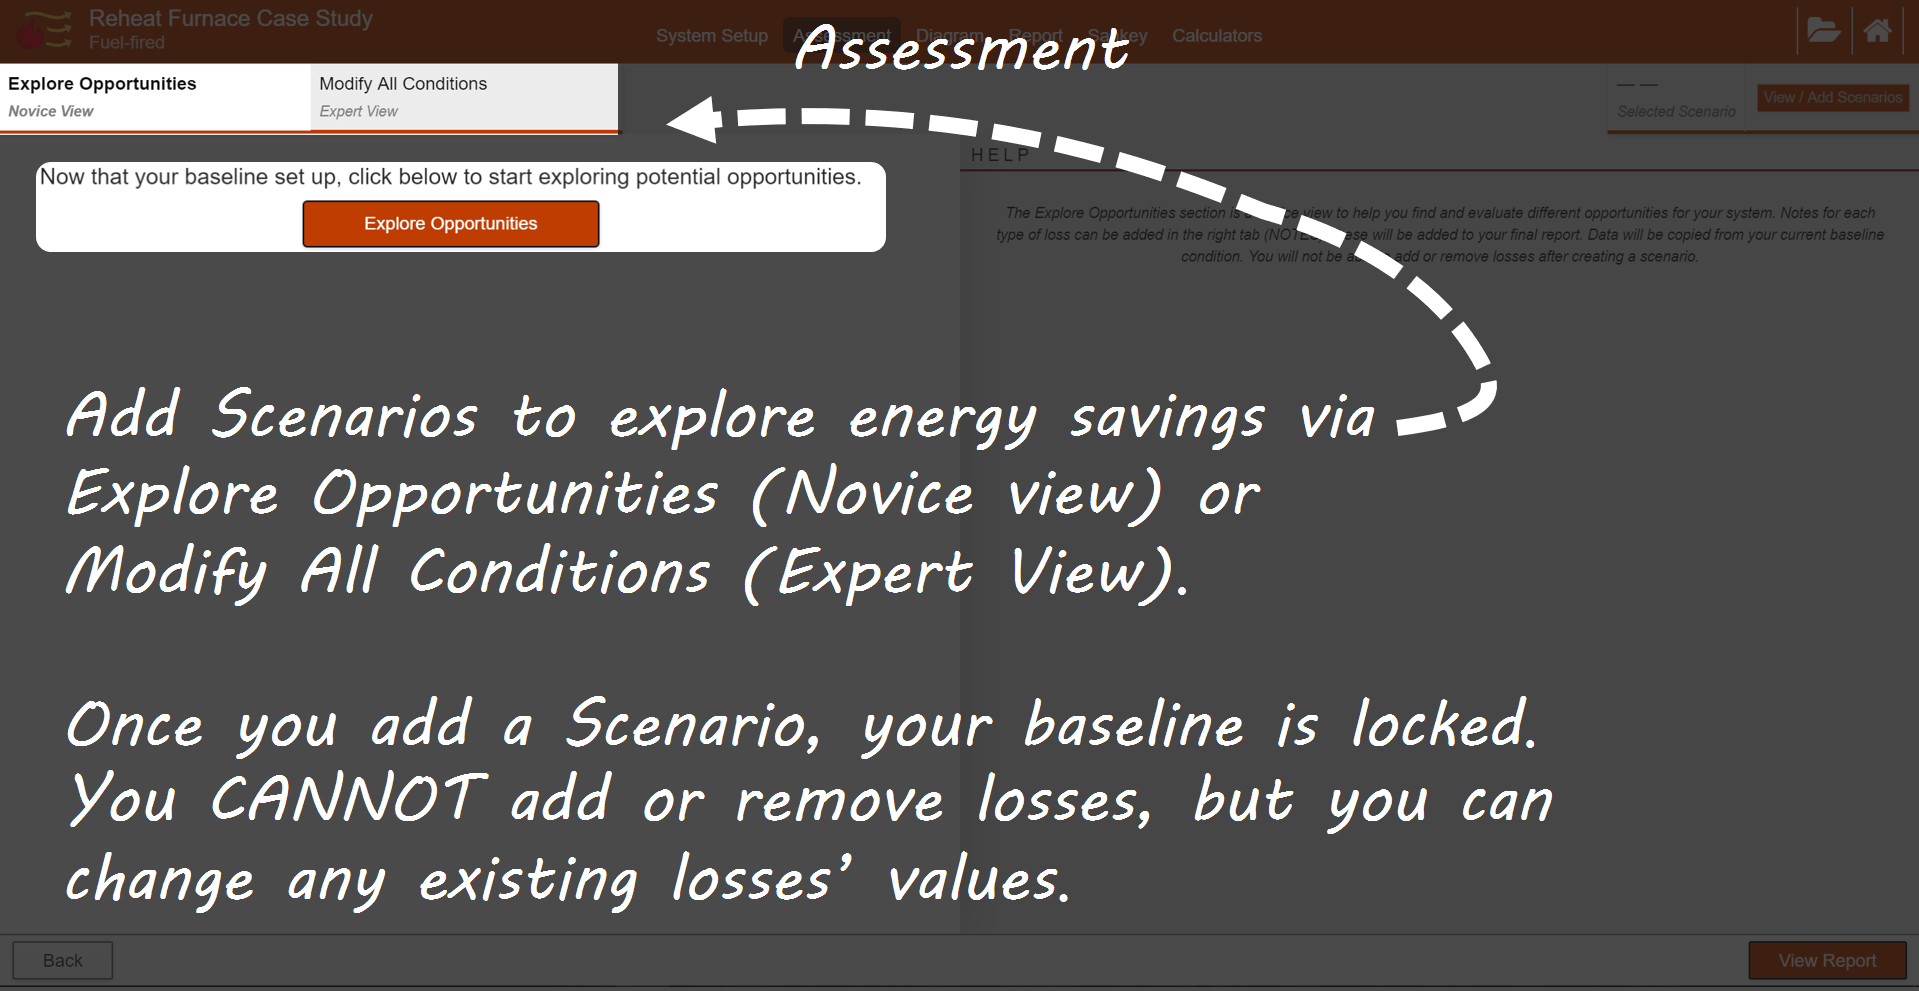 Reheat Furnace Case Study
Fuel-fired
System Setup Assessment Diagram Report Sankey Calculators
Assessment
Explore Opportunities
Novice View
Modify All Conditions
Expert View
— —
Selected Scenario
View / Add Scenarios
Now that your baseline set up, click below to start exploring potential opportunities.
Explore Opportunities
HELP
The Explore Opportunities section is a view to help you find and evaluate different opportunities for your system. Notes for each
type of loss can be added in the right tab (NOTES) will be added to your final report. Data will be copied from your current baseline
condition. You will not be add or remove losses after creating a scenario.
Add Scenarios to explore energy savings via
Explore Opportunities (Novice view) or
Modify All Conditions (Expert View).
Once you add a Scenario, your baseline is locked.
You CANNOT add or remove losses, but you can
change any existing losses’ values.
Back
View Report